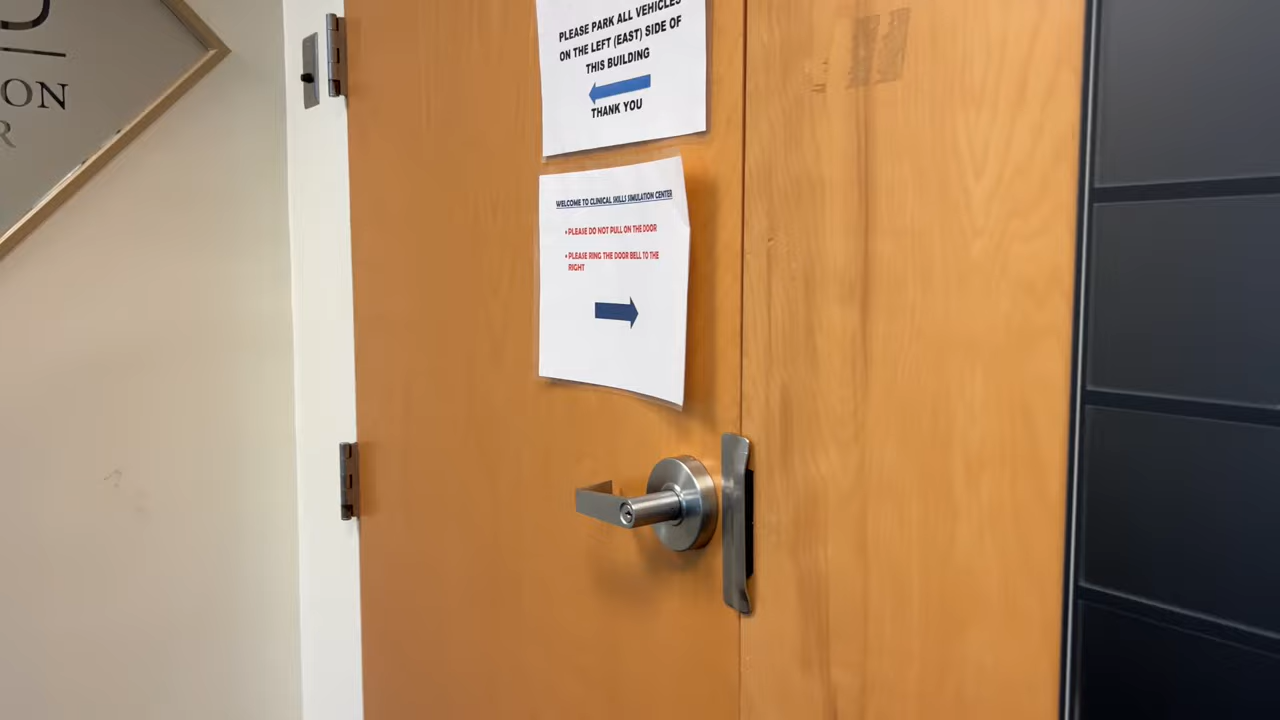 ON
R
PLEASE PARK ALL VEHICLES
ON THE LEFT (EAST) SIDE OF
THIS BUILDING
THANK YOU
WELCOME TO CLINICAL SKILLS SIMULATION CENTER
• PLEASE DO NOT PULL ON THE DOOR
• PLEASE RING THE DOOR BELL TO THE
RIGHT